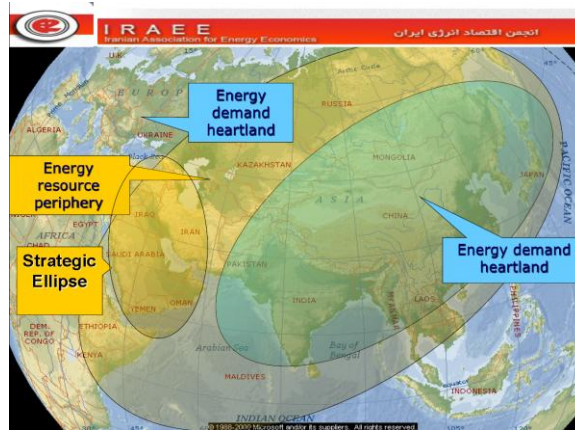 IRAEE
Iranian Association for Energy Economics
انجمن اقتصاد انرژی ایران
U.K.
EUROPE
Energy
demand
heartland
RUSSIA
ALGERIA
UKRAINE
Black Sea
KAZAKHSTAN
MONGOLIA
JAPAN
PACIFIC OCEAN
Energy
resource
periphery
ASIA
CHINA
IRAQ
IRAN
EGYPT
AFRICA
CHAD
SAUDI ARABIA
PAKISTAN
Strategic
Ellipse
Energy demand
heartland
OMAN
YEMEN
INDIA
MYANMAR
LAOS
PHILIPPINES
ETHIOPIA
DEM.
REP. OF
CONGO
KENYA
Arabian Sea
Bay of
Bengal
MALDIVES
INDONESIA
INDIAN OCEAN
© 1988-2000 Microsoft and/or its suppliers. All rights reserved.